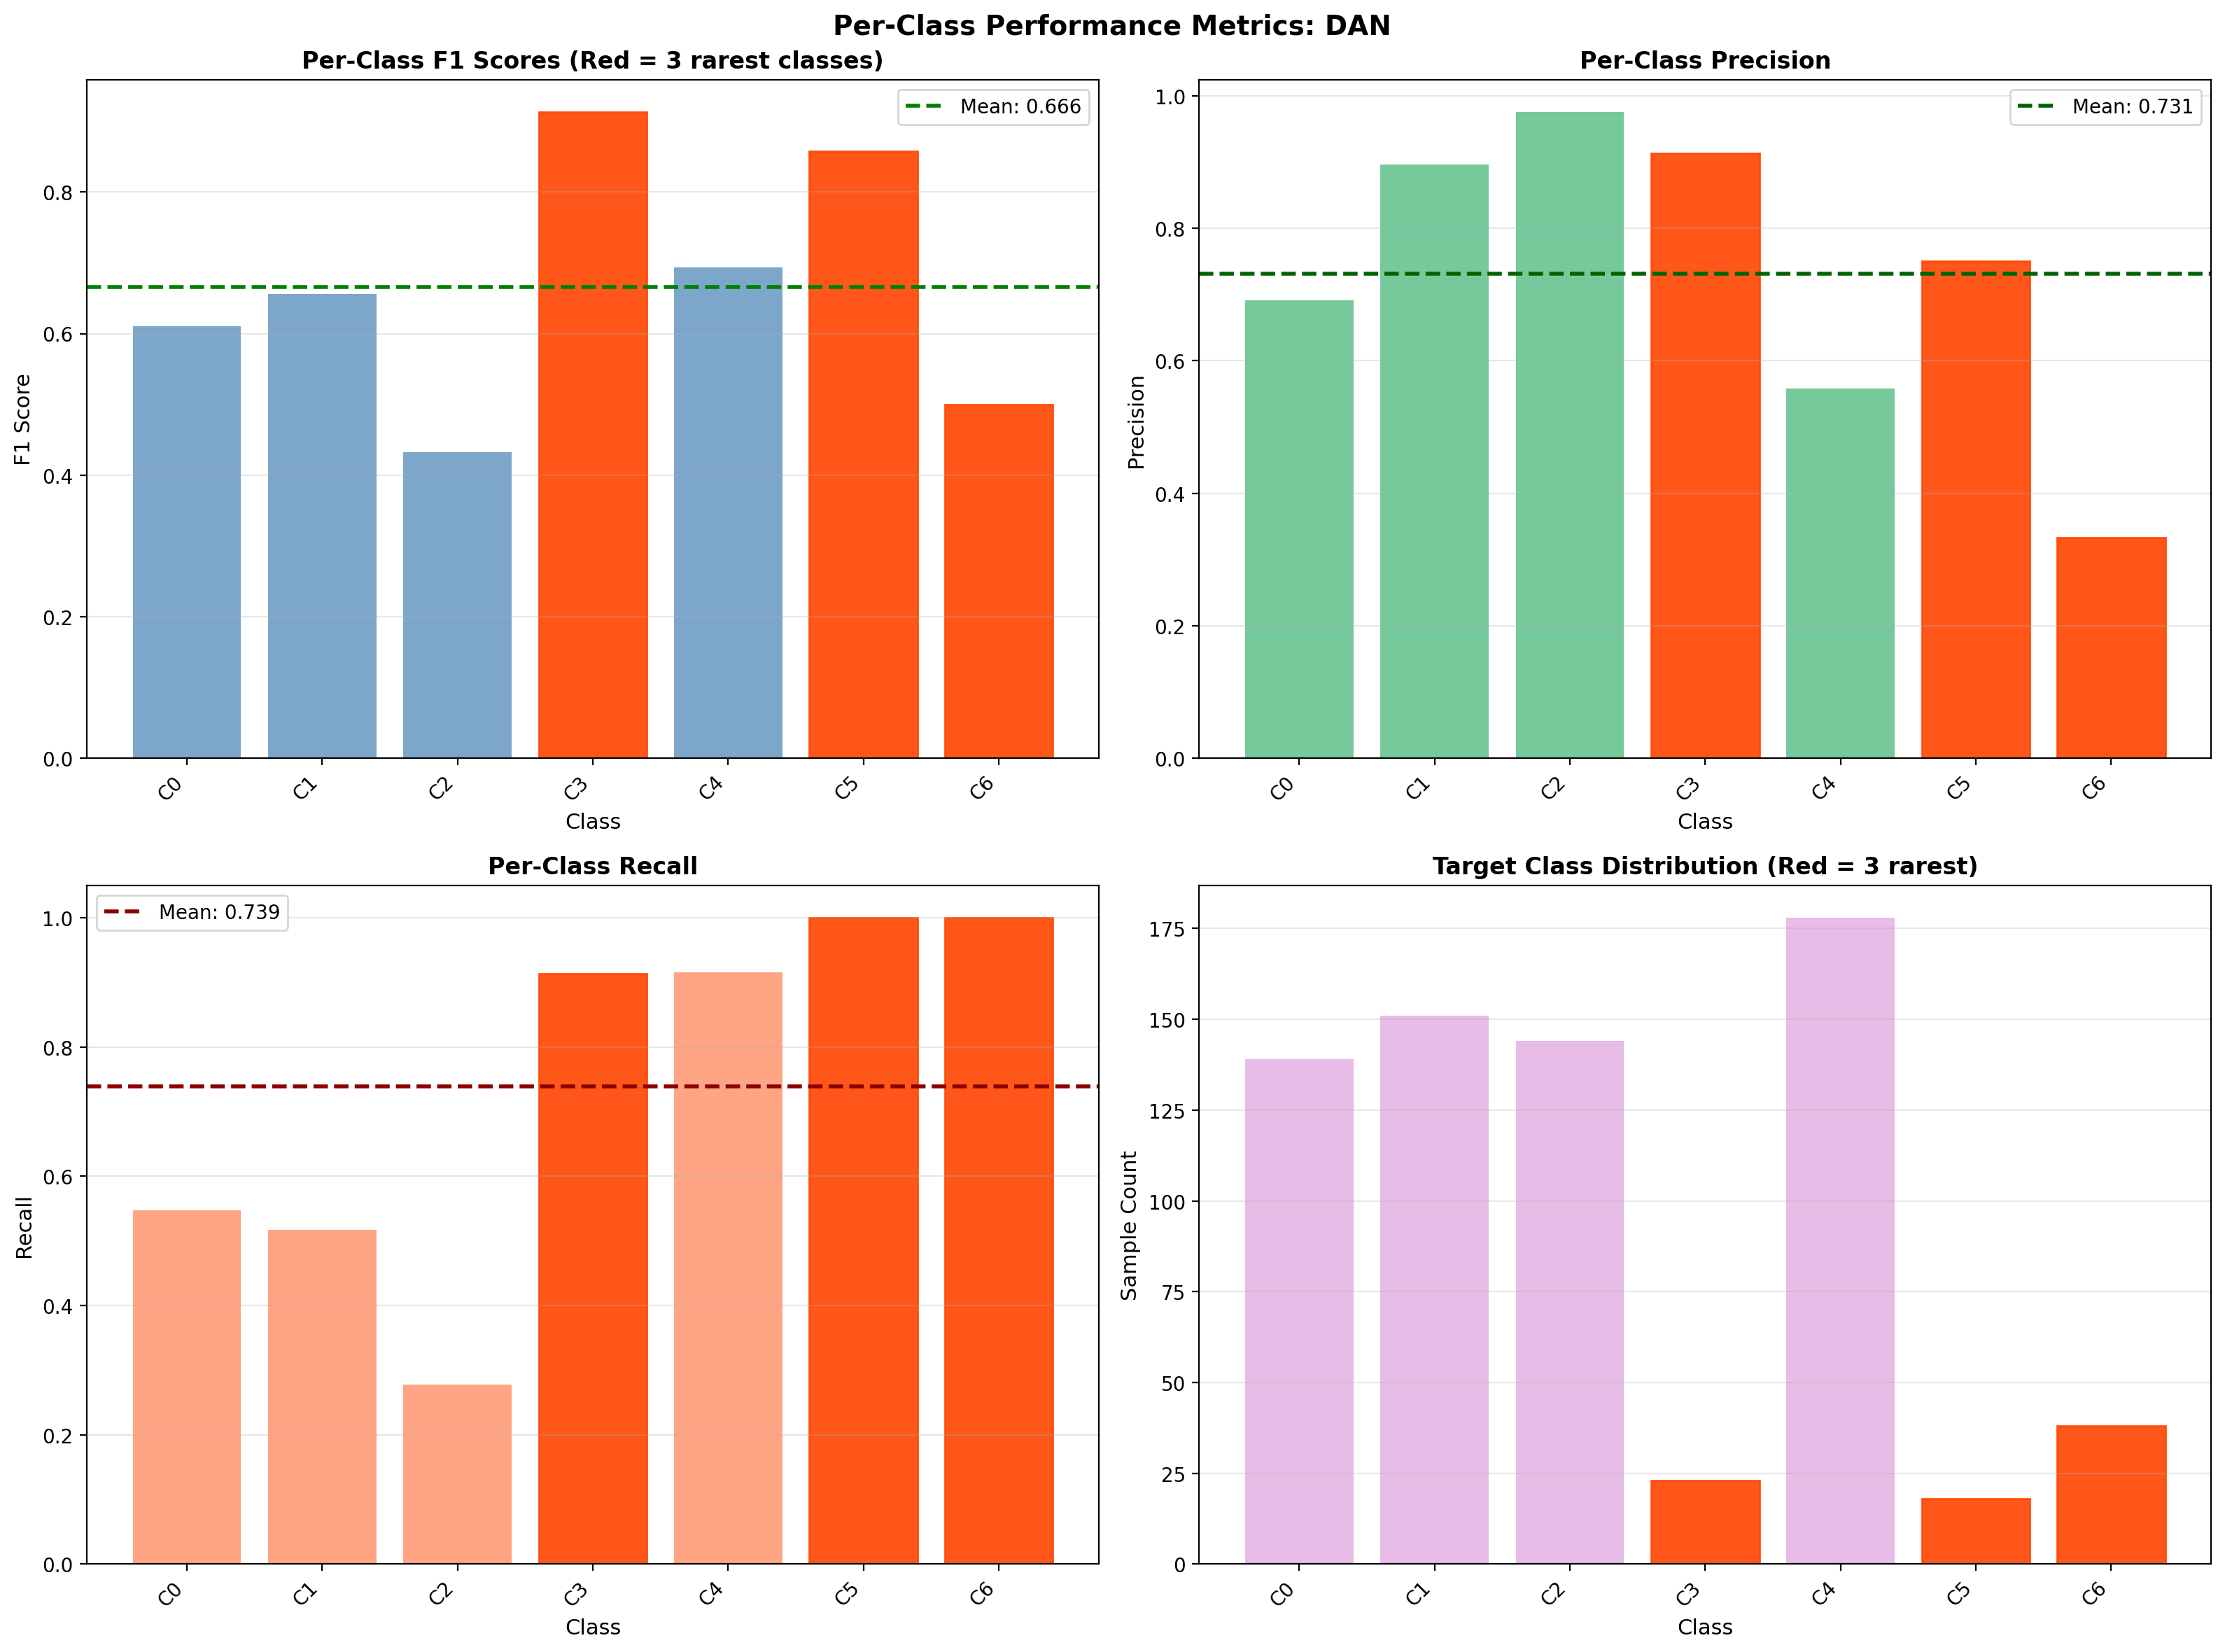 Per-Class Performance Metrics: DAN
Per-Class F1 Scores (Red = 3 rarest classes)
Mean: 0.666
0.8
0.6
0.4
0.2
0.0
F1 Score
C0 C1 C2 C3 C4 C5 C6
Class
Per-Class Precision
Mean: 0.731
1.0
0.8
0.6
0.4
0.2
0.0
Precision
C0 C1 C2 C3 C4 C5 C6
Class
Per-Class Recall
Mean: 0.739
1.0
0.8
0.6
0.4
0.2
0.0
Recall
C0 C1 C2 C3 C4 C5 C6
Class
Target Class Distribution (Red = 3 rarest)
175
150
125
100
75
50
25
0
Sample Count
C0 C1 C2 C3 C4 C5 C6
Class